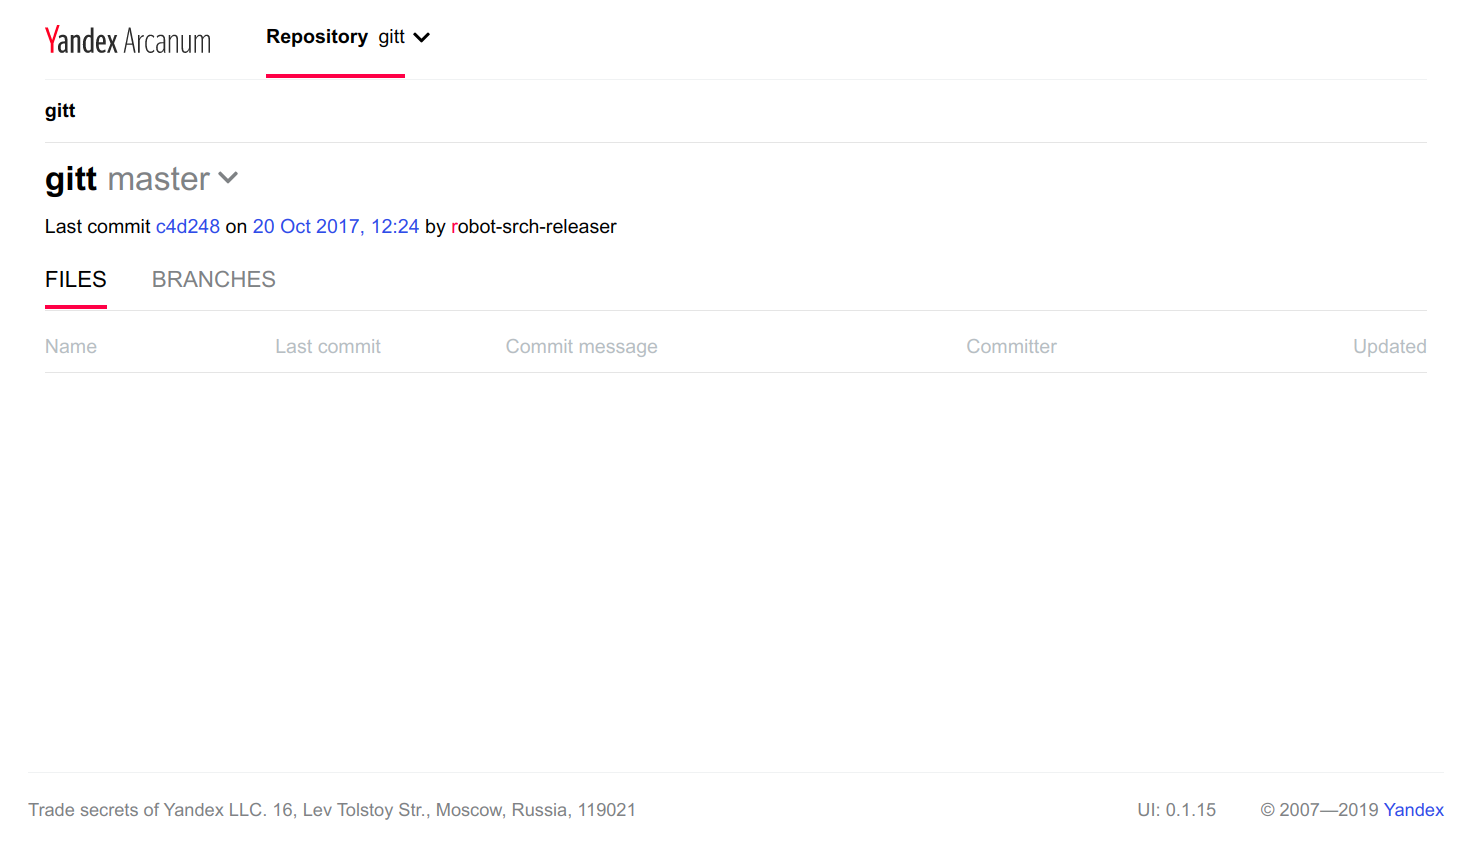 Yandex Arcanum
Repository gitt
gitt
gitt master
Last commit c4d248 on 20 Oct 2017, 12:24 by robot-srch-releaser
FILES BRANCHES
Name Last commit Commit message Committer Updated
Trade secrets of Yandex LLC. 16, Lev Tolstoy Str., Moscow, Russia, 119021 UI: 0.1.15 © 2007—2019 Yandex